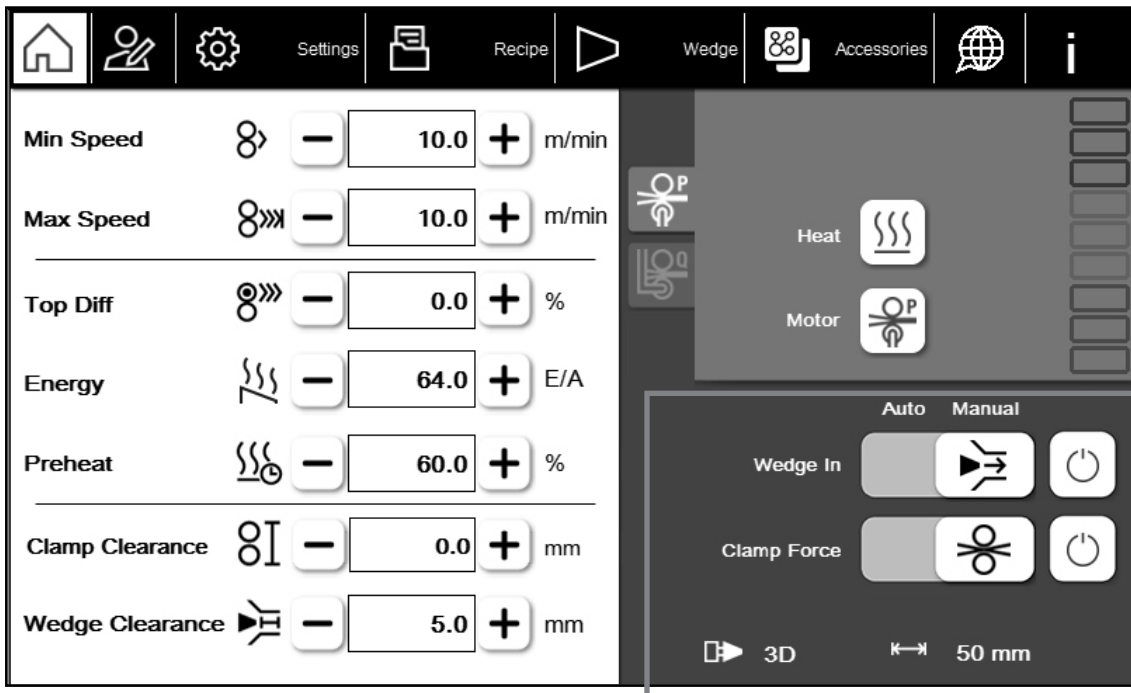 Settings Recipe Wedge Accessories i
Min Speed 10.0 m/min
Max Speed 10.0 m/min
Top Diff 0.0 %
Energy 64.0 E/A
Preheat 60.0 %
Clamp Clearance 0.0 mm
Wedge Clearance 5.0 mm
P
Q
Heat
Motor P
Auto Manual
Wedge In
Clamp Force
3D 50 mm